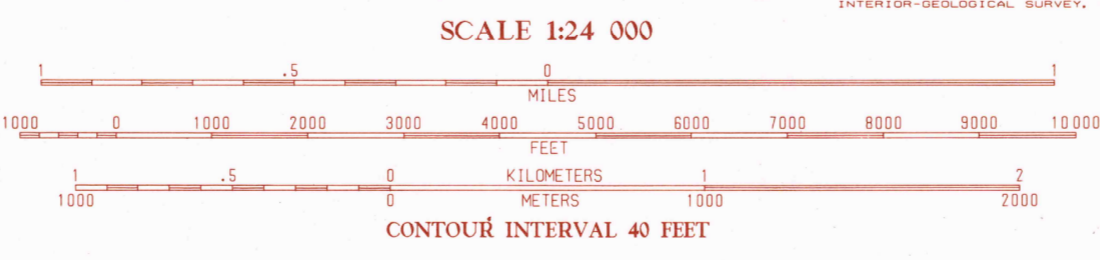 INTERIOR-GEOLOGICAL SURVEY.
SCALE 1:24 000
1 .5 0 1
MILES
1000 0 1000 2000 3000 4000 5000 6000 7000 8000 9000 10 000
FEET
1 .5 0 KILOMETERS 1 2
1000 0 METERS 1000 2000
CONTOUR INTERVAL 40 FEET